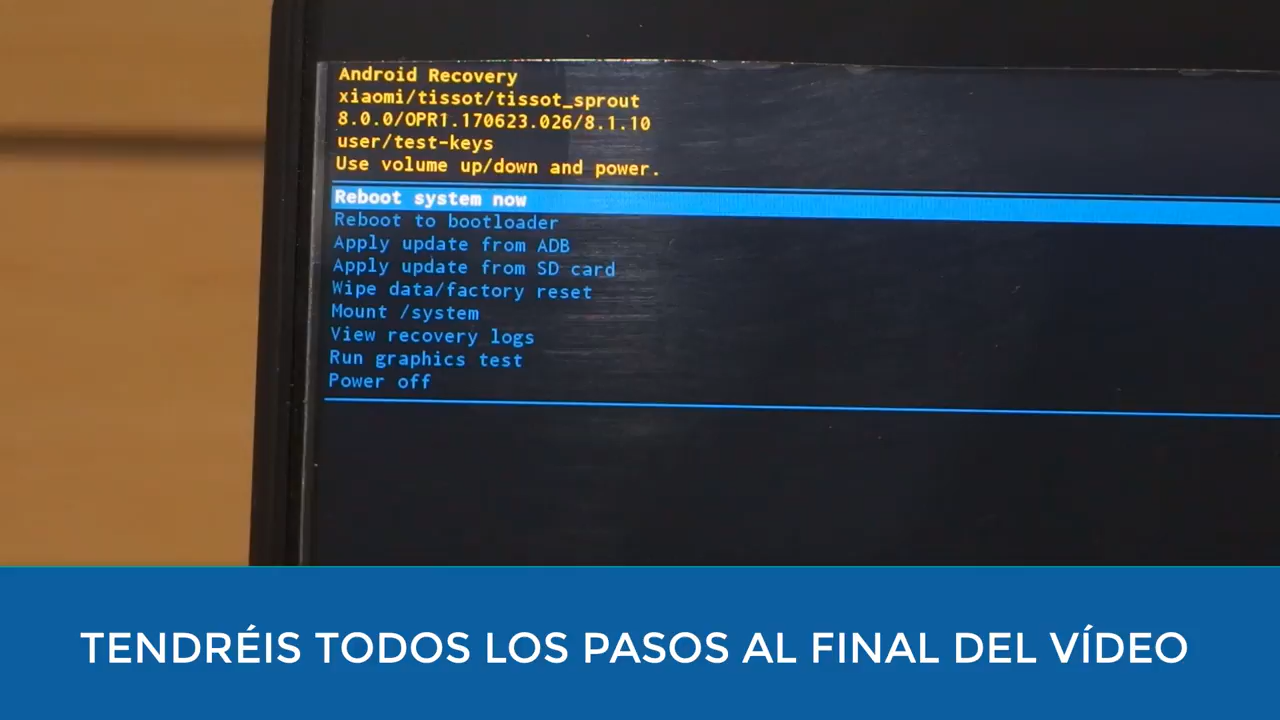 Android Recovery
xiaomi/tissot/tissot_sprout
8.0.0/OPR1.170623.026/8.1.10
user/test-keys
Use volume up/down and power.
Reboot system now
Reboot to bootloader
Apply update from ADB
Apply update from SD card
Wipe data/factory reset
Mount /system
View recovery logs
Run graphics test
Power off
TENDRÉIS TODOS LOS PASOS AL FINAL DEL VÍDEO